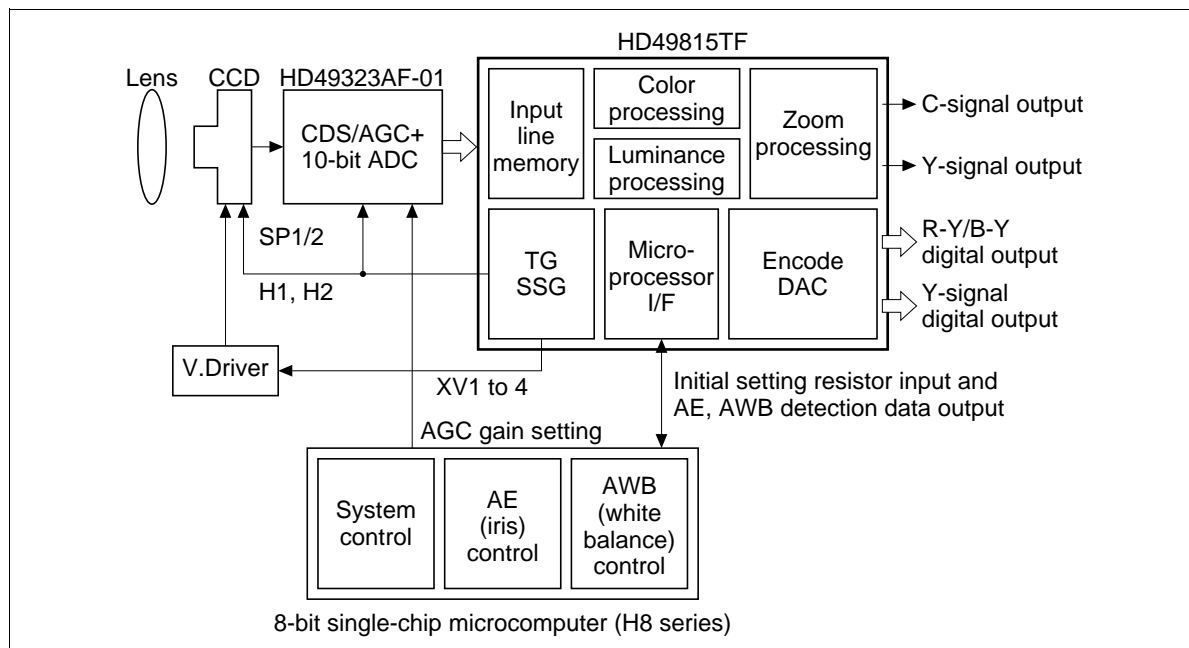 HD49815TF
Lens
CCD
HD49323AF-01
CDS/AGC+
10-bit ADC
Input
line
memory
Color
processing
Luminance
processing
Zoom
processing
C-signal output
Y-signal output
SP1/2
H1, H2
TG
SSG
Micro-
processor
I/F
Encode
DAC
R-Y/B-Y
digital output
Y-signal
digital output
V.Driver
XV1 to 4
Initial setting resistor input and
AE, AWB detection data output
AGC gain setting
System
control
AE
(iris)
control
AWB
(white
balance)
control
8-bit single-chip microcomputer (H8 series)